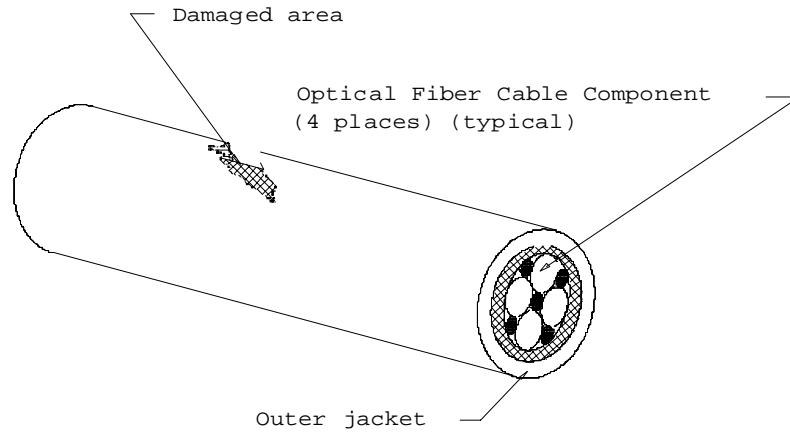 Damaged area
Optical Fiber Cable Component
(4 places) (typical)
Outer jacket